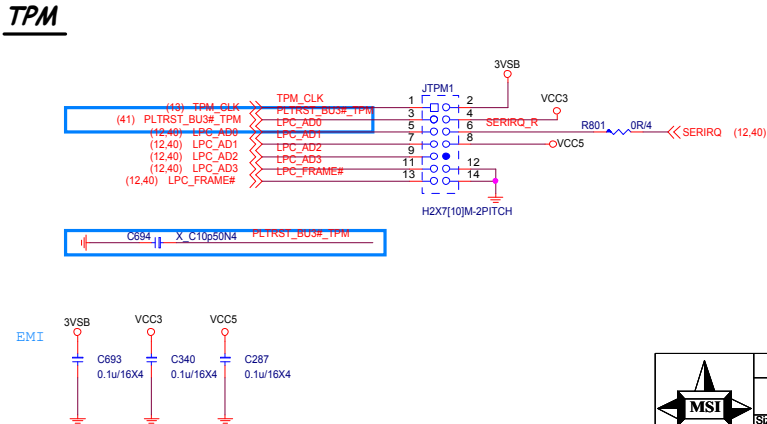 TPM
3VSB
JTPM1
VCC3
TPM_CLK
(13) TPM_CLK
1
2
PLTRST_BU3#_TPM
(41) PLTRST_BU3#_TPM
3
4
SERIRQ_R
R801
0R/4
SERIRQ (12,40)
LPC_AD0
(12,40) LPC_AD0
5
6
LPC_AD1
(12,40) LPC_AD1
7
8
VCC5
LPC_AD2
(12,40) LPC_AD2
9
LPC_AD3
(12,40) LPC_AD3
11
12
LPC_FRAME#
(12,40) LPC_FRAME#
13
14
H2X7[10]M-2PITCH
C694
X_C10p50N4
PLTRST_BU3#_TPM
EMI
3VSB
VCC3
VCC5
C693
0.1u/16X4
C340
0.1u/16X4
C287
0.1u/16X4
MSI